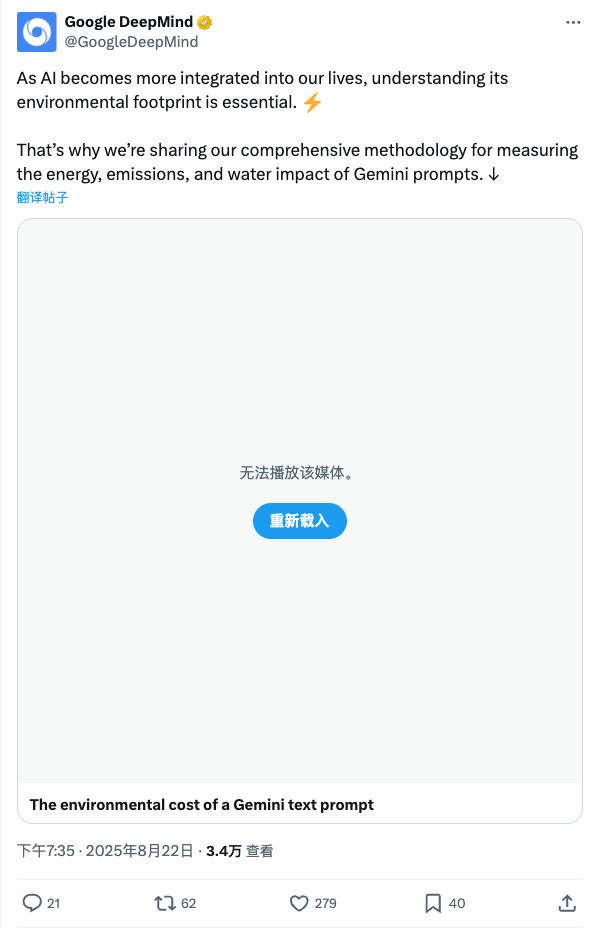 Google DeepMind
@GoogleDeepMind
As AI becomes more integrated into our lives, understanding its
environmental footprint is essential. ⚡
That’s why we’re sharing our comprehensive methodology for measuring
the energy, emissions, and water impact of Gemini prompts. ↓
翻译帖子
无法播放该媒体。
重新载入
The environmental cost of a Gemini text prompt
下午7:35 · 2025年8月22日 · 3.4万 查看
21 62 279 40